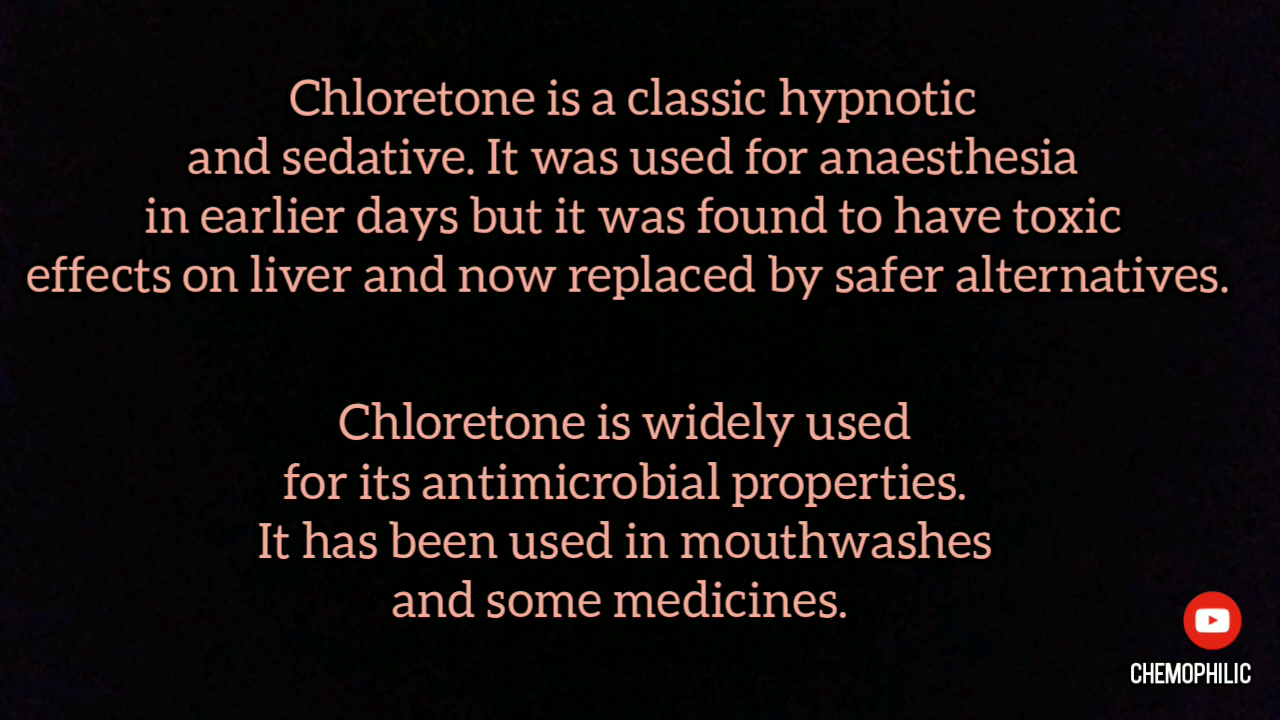 Chloretone is a classic hypnotic
and sedative. It was used for anaesthesia
in earlier days but it was found to have toxic
effects on liver and now replaced by safer alternatives.
Chloretone is widely used
for its antimicrobial properties.
It has been used in mouthwashes
and some medicines.
CHEMOPHILIC